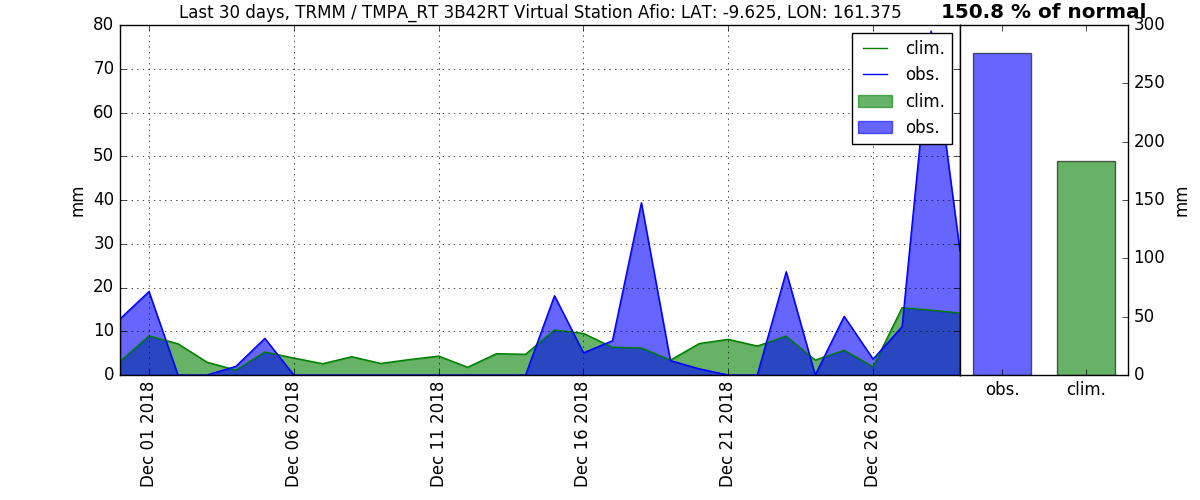 Last 30 days, TRMM / TMPA_RT 3B42RT Virtual Station Afio: LAT: -9.625, LON: 161.375
150.8 % of normal
80
70
60
50
40
30
20
10
0
mm
clim.
obs.
clim.
obs.
Dec 01 2018
Dec 06 2018
Dec 11 2018
Dec 16 2018
Dec 21 2018
Dec 26 2018
300
250
200
150
100
50
0
mm
obs.
clim.